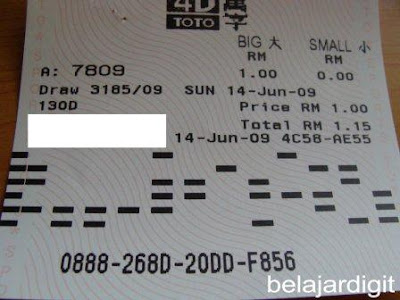 4D 萬字
TOTO
BIG 大 SMALL 小
RM RM
A: 7809 1.00 0.00
Draw 3185/09 SUN 14-Jun-09
130D Price RM 1.00
Total RM 1.15
14-Jun-09 4C58-AE55
0888-268D-20DD-F856
belajardigit